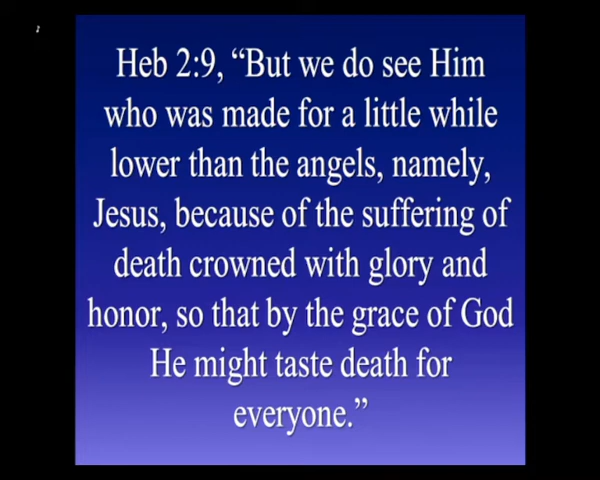 Heb 2:9, “But we do see Him
who was made for a little while
lower than the angels, namely,
Jesus, because of the suffering of
death crowned with glory and
honor, so that by the grace of God
He might taste death for
everyone.”